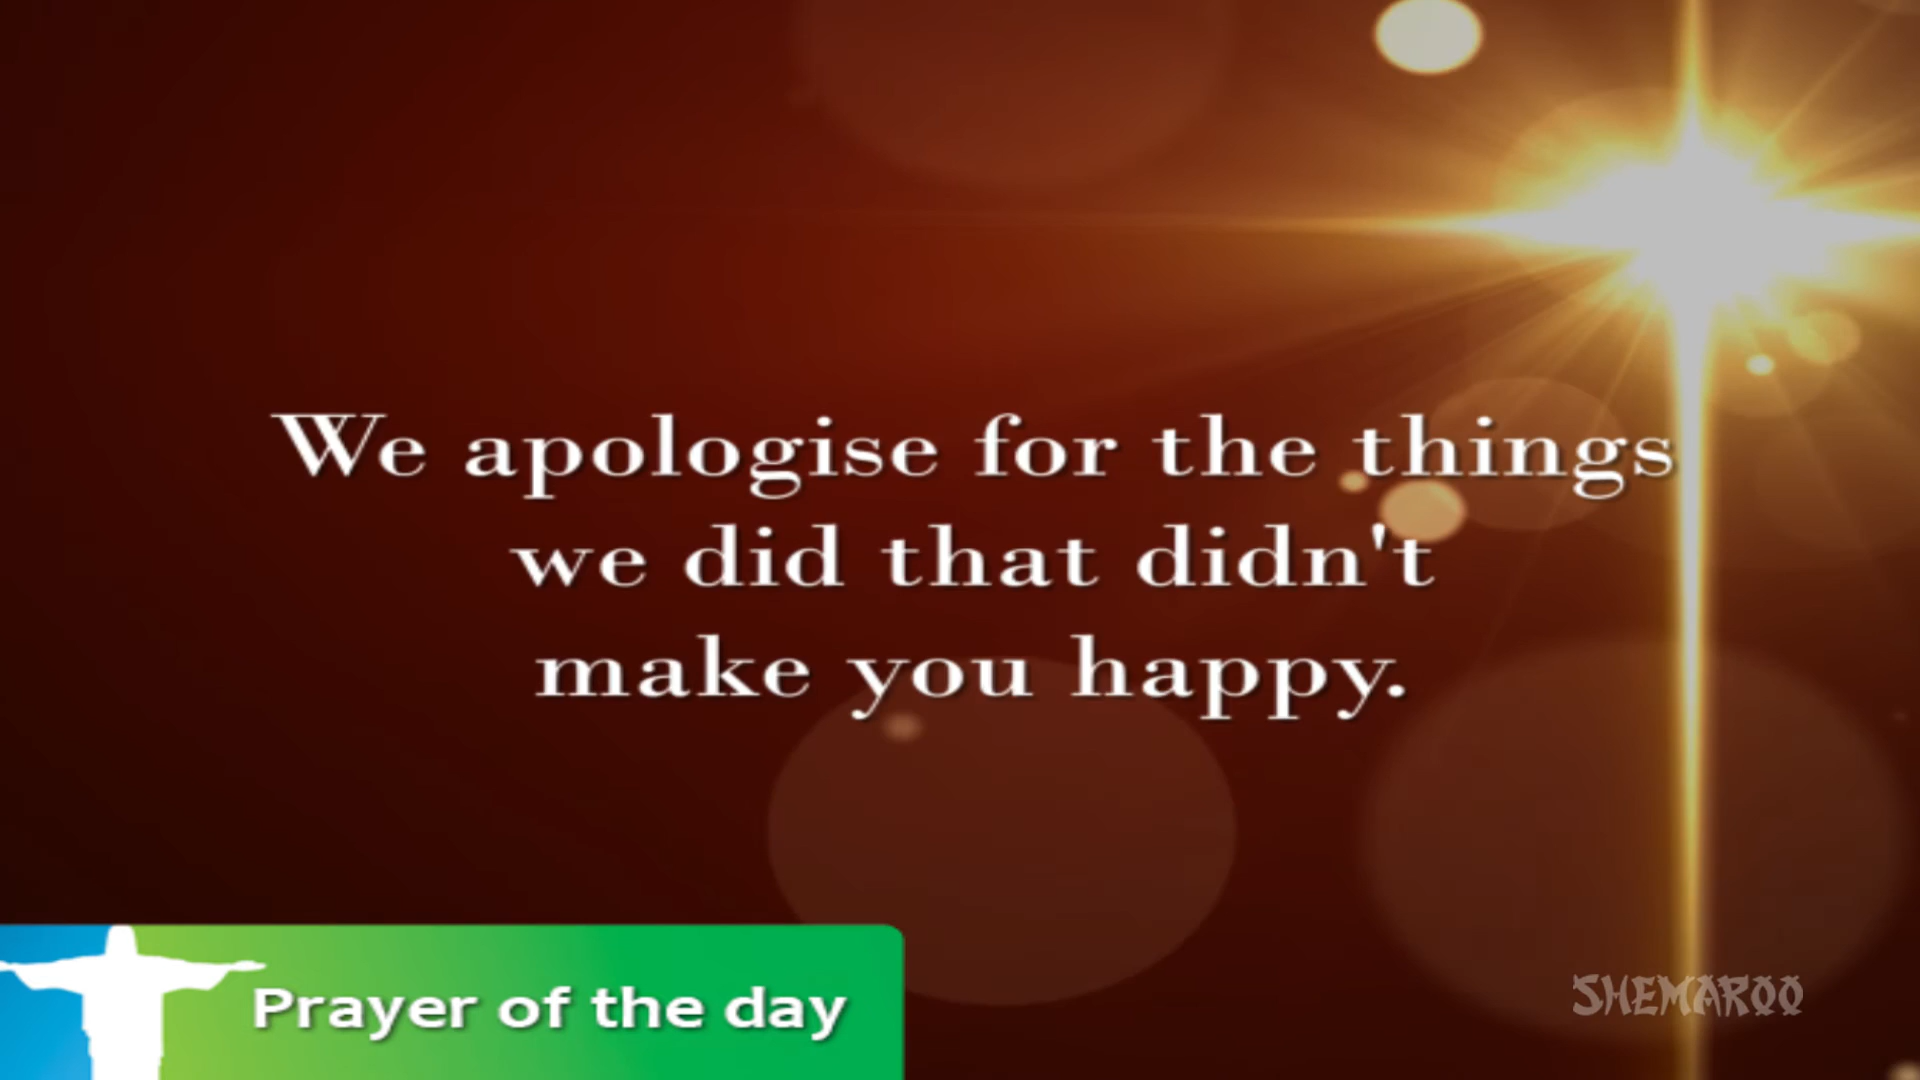 We apologise for the things
we did that didn't
make you happy.
Prayer of the day
SHEMAROO